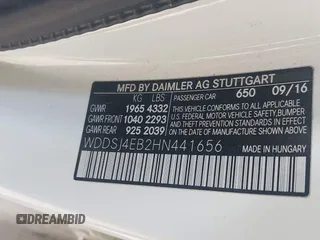 MFD BY DAIMLER AG STUTTGART
KG LBS PASSENGER CAR 650 09/16
GVWR 1965 4332
GAWR FRONT 1040 2293
GAWR REAR 925 2039
THIS VEHICLE CONFORMS TO ALL APPLICABLE
U.S. FEDERAL MOTOR VEHICLE SAFETY, BUMPER,
AND THEFT PREVENTION STANDARDS IN EFFECT
ON THE DATE OF MANUFACTURE SHOWN ABOVE.
WDDSJ4EB2HN441656 MADE IN HUNGARY
DREAMBID
DREAMBID.COM